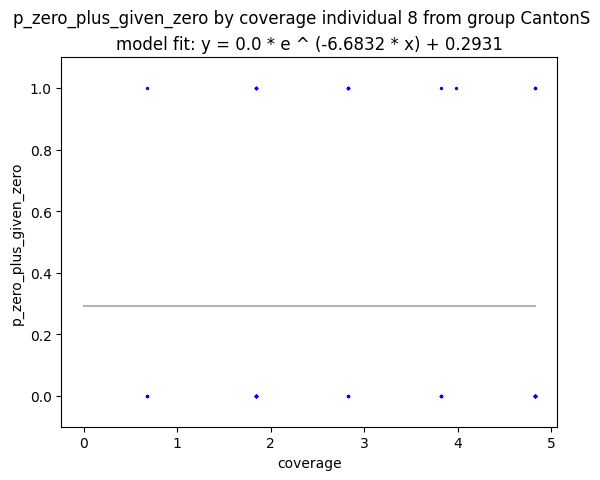 p_zero_plus_given_zero by coverage individual 8 from group CantonS
model fit: y = 0.0 * e ^ (-6.6832 * x) + 0.2931
1.0
0.8
0.6
0.4
0.2
0.0
p_zero_plus_given_zero
0 1 2 3 4 5
coverage